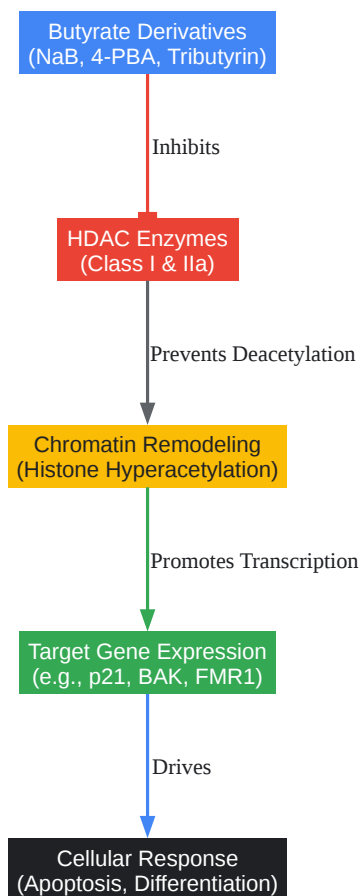 Butyrate Derivatives
(NaB, 4-PBA, Tributyrin)
Inhibits
HDAC Enzymes
(Class I & IIa)
Prevents Deacetylation
Chromatin Remodeling
(Histone Hyperacetylation)
Promotes Transcription
Target Gene Expression
(e.g., p21, BAK, FMR1)
Drives
Cellular Response
(Apoptosis, Differentiation)